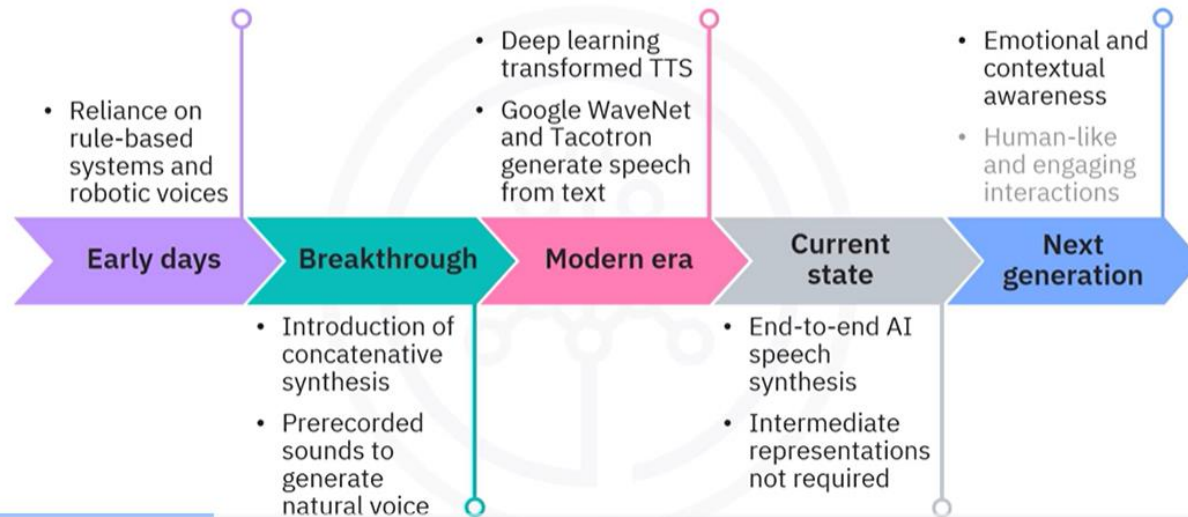 • Reliance on
rule-based
systems and
robotic voices
Early days
Breakthrough
• Introduction of
concatenative
synthesis
• Prerecorded
sounds to
generate
natural voice
• Deep learning
transformed TTS
• Google WaveNet
and Tacotron
generate speech
from text
Modern era
Current
state
• End-to-end AI
speech
synthesis
• Intermediate
representations
not required
• Emotional and
contextual
awareness
• Human-like
and engaging
interactions
Next
generation